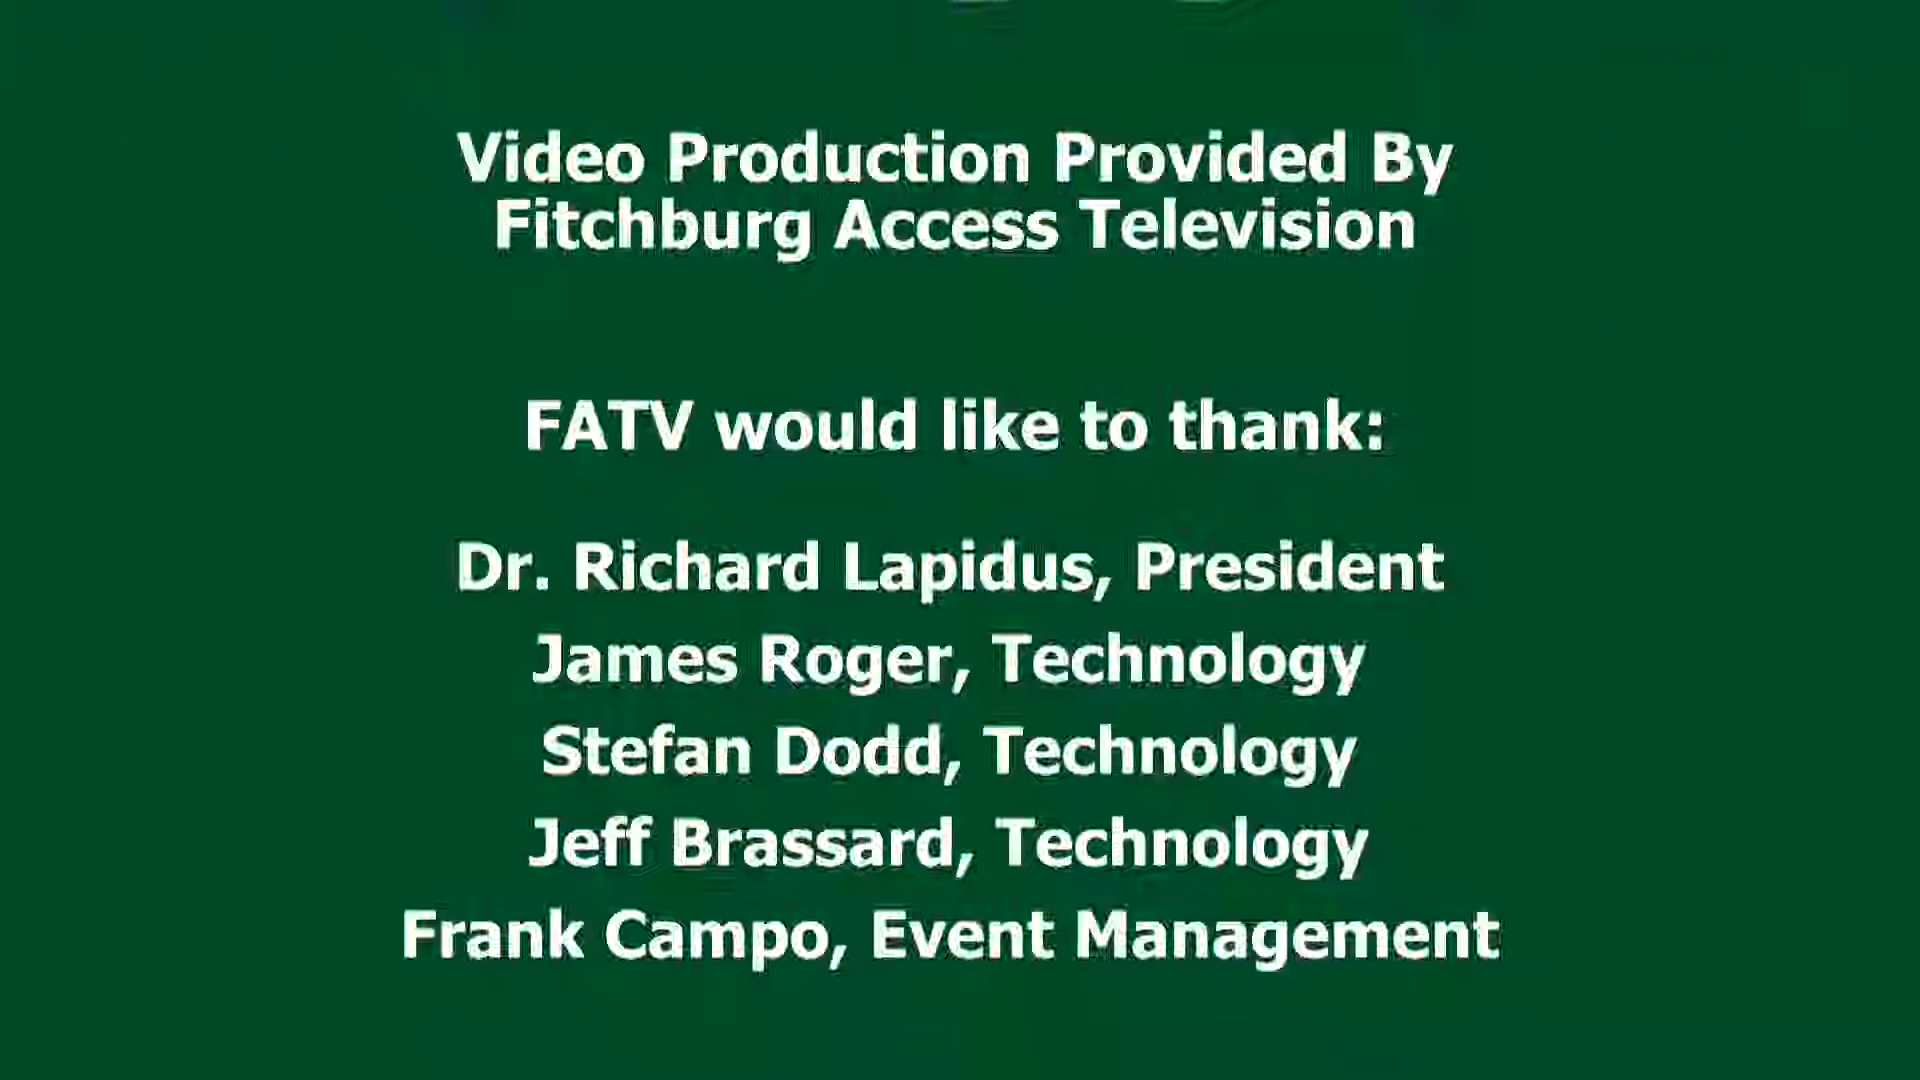 Video Production Provided By
Fitchburg Access Television
FATV would like to thank:
Dr. Richard Lapidus, President
James Roger, Technology
Stefan Dodd, Technology
Jeff Brassard, Technology
Frank Campo, Event Management